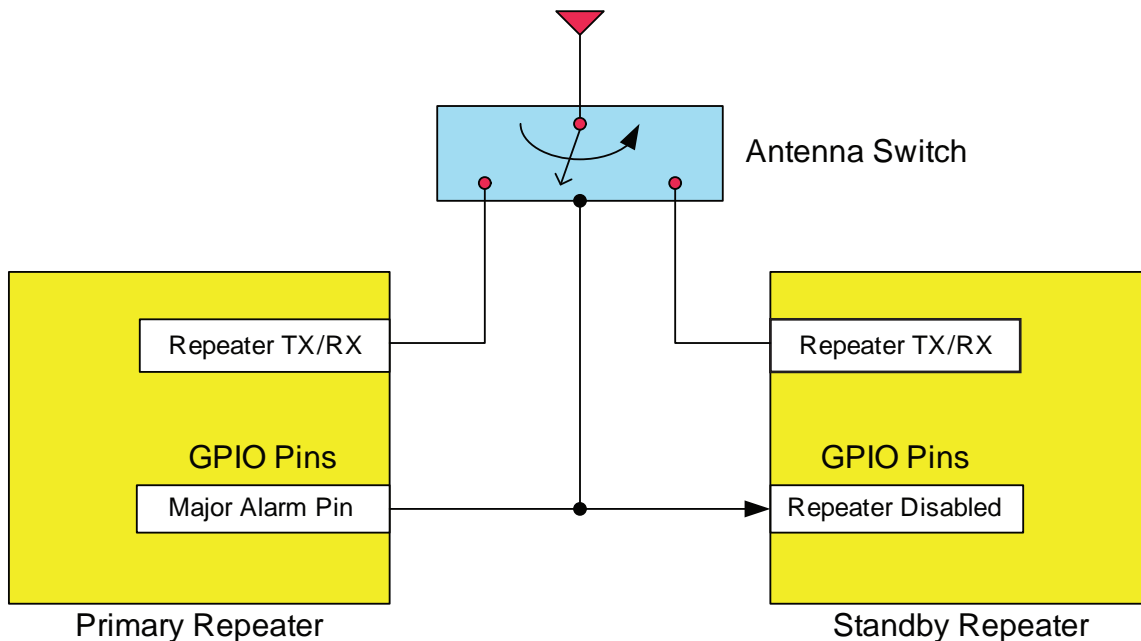 Antenna Switch
Repeater TX/RX
Repeater TX/RX
GPIO Pins
GPIO Pins
Major Alarm Pin
Repeater Disabled
Primary Repeater
Standby Repeater